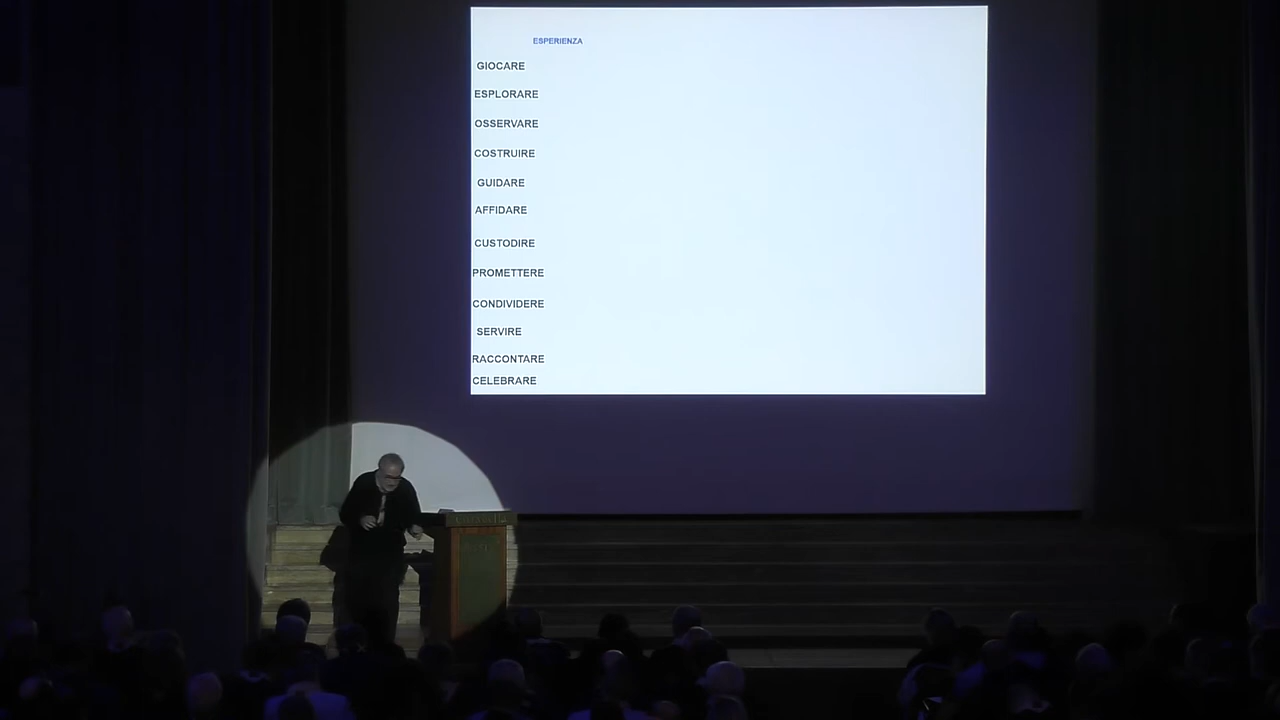 ESPERIENZA
GIOCARE
ESPLORARE
OSSERVARE
COSTRUIRE
GUIDARE
AFFIDARE
CUSTODIRE
PROMETTERE
CONDIVIDERE
SERVIRE
RACCONTARE
CELEBRARE